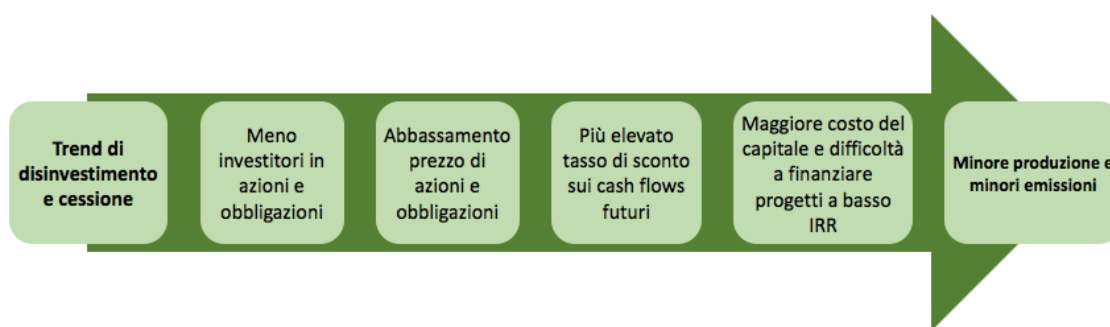 Trend di
disinvestimento
e cessione
Meno
investitori in
azioni e
obbligazioni
Abbassamento
prezzo di
azioni e
obbligazioni
Più elevato
tasso di sconto
sui cash flows
futuri
Maggiore costo del
capitale e difficoltà
a finanziare
progetti a basso
IRR
Minore produzione e
minori emissioni